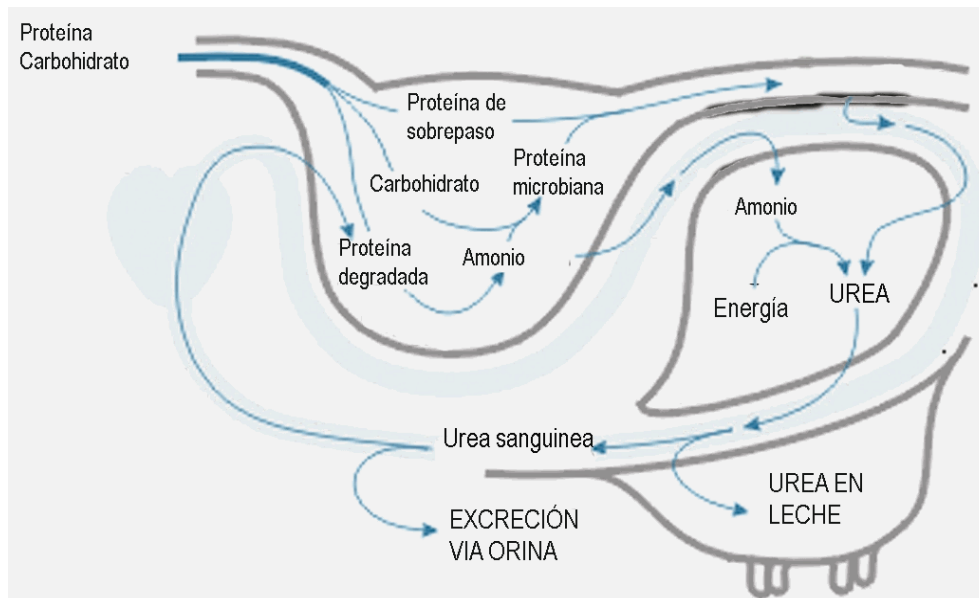 Proteína
Carbohidrato
Proteína de
sobrepaso
Proteína
microbiana
Carbohidrato
Proteína
degradada
Amonio
Amonio
Energía
UREA
Urea sanguinea
UREA EN
LECHE
EXCRECIÓN
VIA ORINA